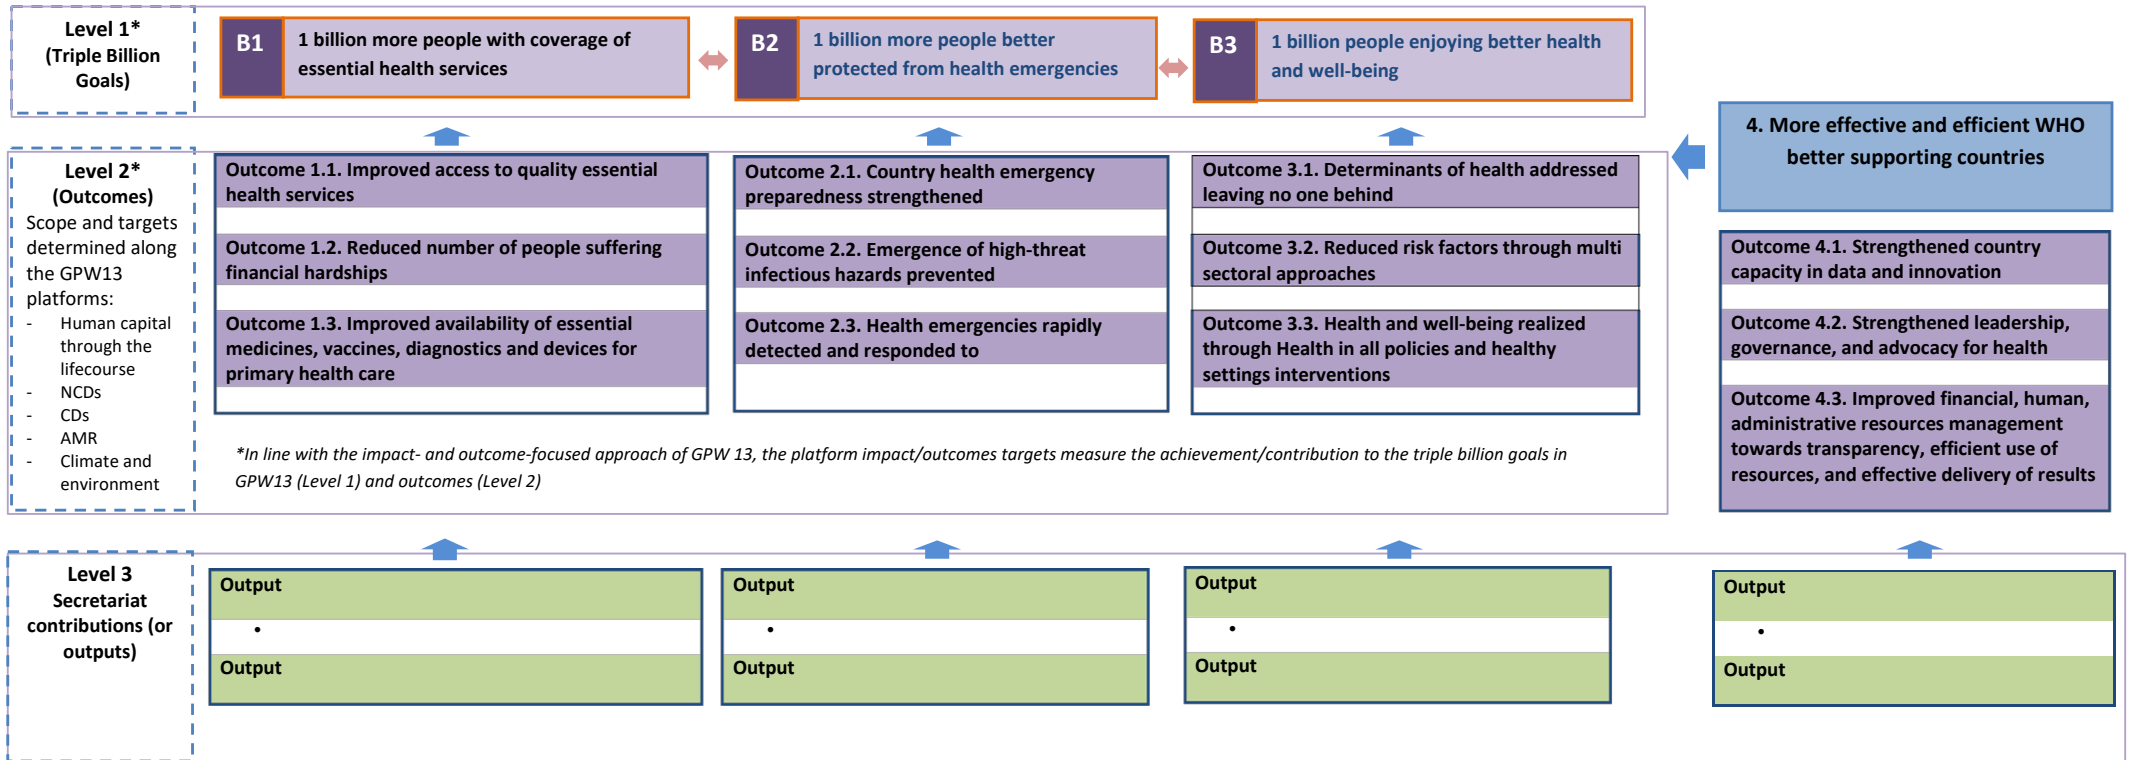 Level 1*
(Triple Billion
Goals)
B1
1 billion more people with coverage of
essential health services
B2
1 billion more people better
protected from health emergencies
B3
1 billion people enjoying better health
and well-being
4. More effective and efficient WHO
better supporting countries
Level 2*
(Outcomes)
Scope and targets
determined along
the GPW13
platforms:
- Human capital
through the
lifecourse
- NCDs
- CDs
- AMR
- Climate and
environment
Outcome 1.1. Improved access to quality essential
health services
Outcome 1.2. Reduced number of people suffering
financial hardships
Outcome 1.3. Improved availability of essential
medicines, vaccines, diagnostics and devices for
primary health care
Outcome 2.1. Country health emergency
preparedness strengthened
Outcome 2.2. Emergence of high-threat
infectious hazards prevented
Outcome 2.3. Health emergencies rapidly
detected and responded to
Outcome 3.1. Determinants of health addressed
leaving no one behind
Outcome 3.2. Reduced risk factors through multi
sectoral approaches
Outcome 3.3. Health and well-being realized
through Health in all policies and healthy
settings interventions
Outcome 4.1. Strengthened country
capacity in data and innovation
Outcome 4.2. Strengthened leadership,
governance, and advocacy for health
Outcome 4.3. Improved financial, human,
administrative resources management
towards transparency, efficient use of
resources, and effective delivery of results
*In line with the impact- and outcome-focused approach of GPW 13, the platform impact/outcomes targets measure the achievement/contribution to the triple billion goals in
GPW13 (Level 1) and outcomes (Level 2)
Level 3
Secretariat
contributions (or
outputs)
Output
•
Output
Output
•
Output
Output
•
Output
Output
•
Output